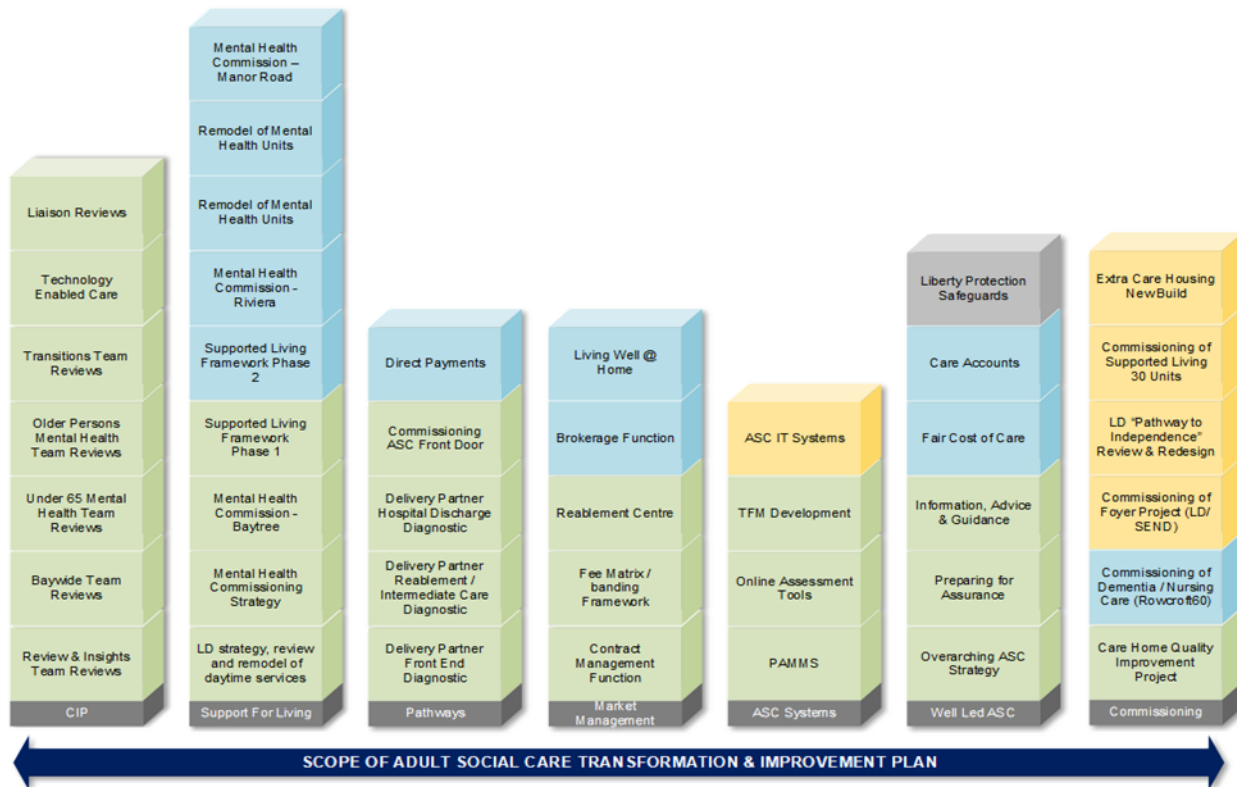 Mental Health
Commission –
Manor Road
Remodel of Mental
Health Units
Remodel of Mental
Health Units
Mental Health
Commission -
Riviera
Supported Living
Framework Phase
2
Supported Living
Framework
Phase 1
Mental Health
Commission -
Baytree
Mental Health
Commissioning
Strategy
LD strategy, review
and remodel of
daytime services
Support For Living
Liaison Reviews
Technology
Enabled Care
Transitions Team
Reviews
Older Persons
Mental Health
Team Reviews
Under 65 Mental
Health Team
Reviews
Baywide Team
Reviews
Review & Insights
Team Reviews
CIP
Direct Payments
Commissioning
ASC Front Door
Delivery Partner
Hospital Discharge
Diagnostic
Delivery Partner
Reablement /
Intermediate Care
Diagnostic
Delivery Partner
Front End
Diagnostic
Pathways
Living Well @
Home
Brokerage Function
Reablement Centre
Fee Matrix /
banding
Framework
Contract
Management
Function
Market
Management
ASC IT Systems
TFM Development
Online Assessment
Tools
PAMMS
ASC Systems
Liberty Protection
Safeguards
Care Accounts
Fair Cost of Care
Information, Advice
& Guidance
Preparing for
Assurance
Overarching ASC
Strategy
Well Led ASC
Extra Care Housing
New Build
Commissioning of
Supported Living
30 Units
LD "Pathway to
Independence"
Review & Redesign
Commissioning of
Foyer Project (LD/
SEND)
Commissioning of
Dementia / Nursing
Care (Rowcroft60)
Care Home Quality
Improvement
Project
Commissioning
SCOPE OF ADULT SOCIAL CARE TRANSFORMATION & IMPROVEMENT PLAN